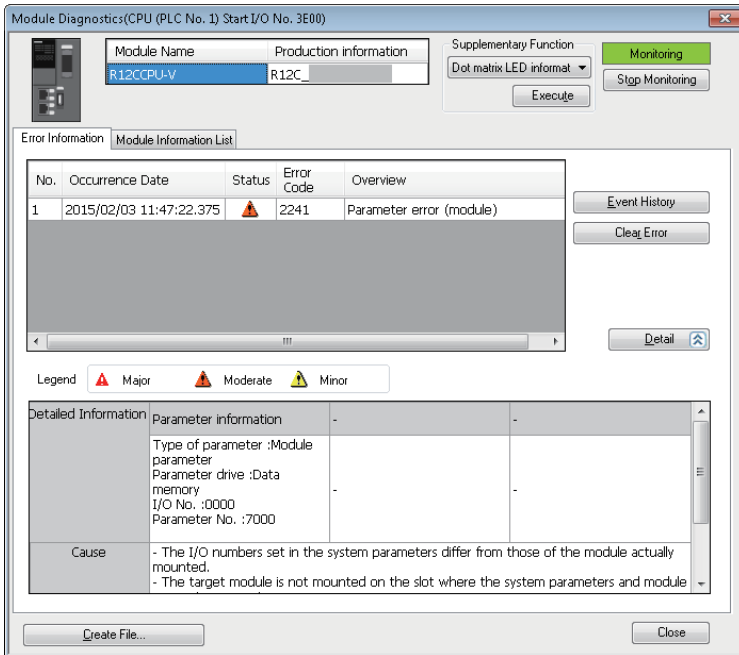 Module Diagnostics(CPU (PLC No. 1) Start I/O No. 3E00)
Module Name Production information
R12CCPU-V R12C_
Supplementary Function
Dot matrix LED informat
Execute
Monitoring
Stop Monitoring
Error Information Module Information List
No. Occurrence Date Status Error Code Overview
1 2015/02/03 11:47:22.375 2241 Parameter error (module)
Event History
Clear Error
Detail
Legend Major Moderate Minor
Detailed Information Parameter information - -
Type of parameter :Module
parameter
Parameter drive :Data
memory
I/O No. :0000
Parameter No. :7000
- -
Cause - The I/O numbers set in the system parameters differ from those of the module actually
mounted.
- The target module is not mounted on the slot where the system parameters and module
Create File...
Close